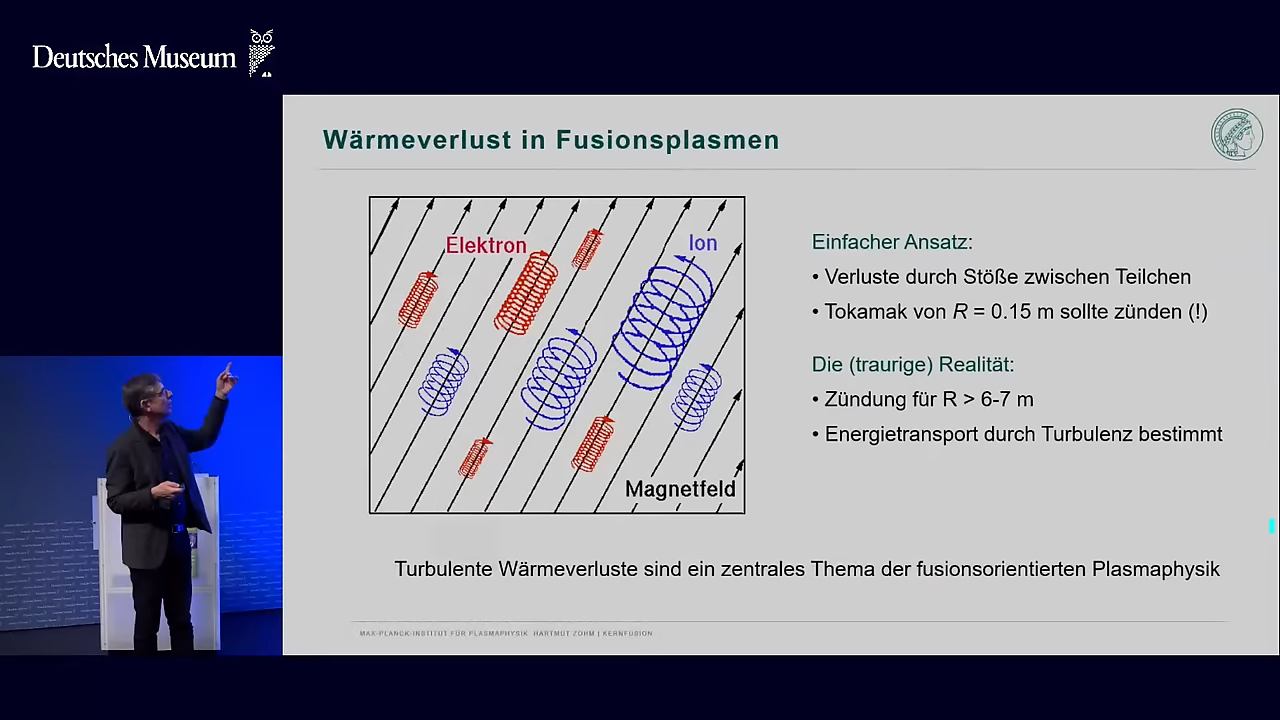 Deutsches Museum
Wärmeverlust in Fusionsplasmen
Elektron
Ion
Magnetfeld
Einfacher Ansatz:
• Verluste durch Stöße zwischen Teilchen
• Tokamak von R = 0.15 m sollte zünden (!)
Die (traurige) Realität:
• Zündung für R > 6-7 m
• Energietransport durch Turbulenz bestimmt
Turbulente Wärmeverluste sind ein zentrales Thema der fusionsorientierten Plasmaphysik
MAX-PLANCK-INSTITUT FÜR PLASMAPHYSIK HARTMUT ZOHM | KERNFUSION